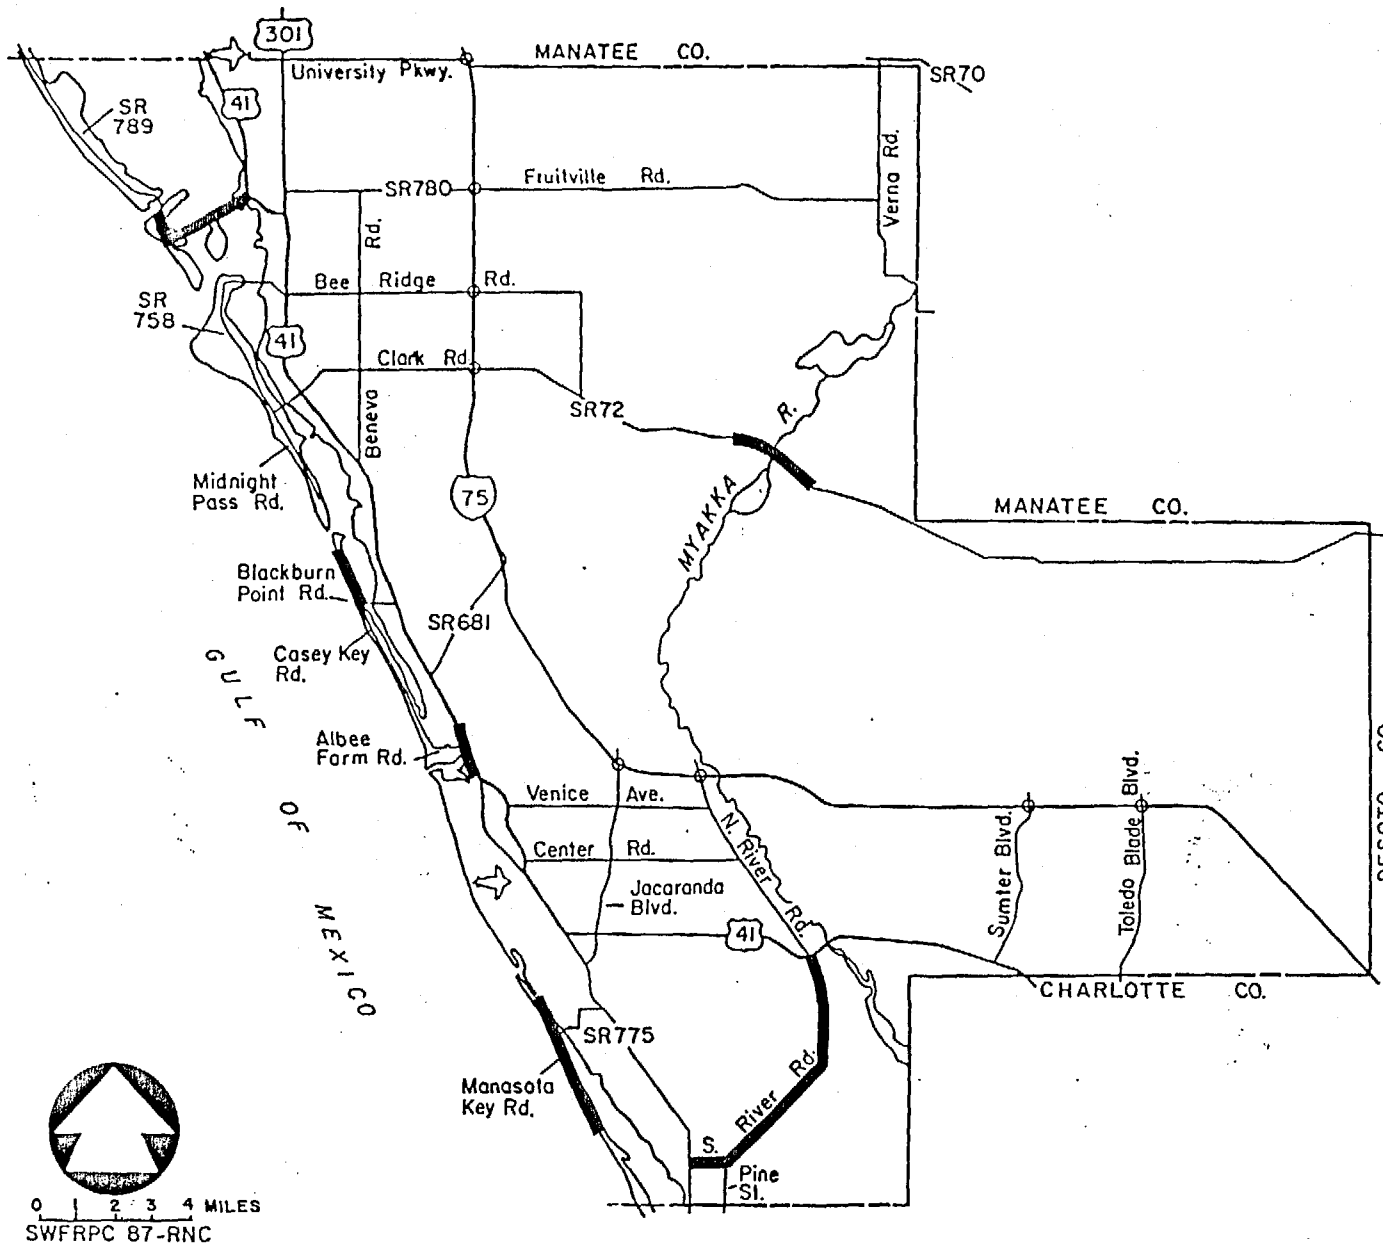 301
MANATEE CO.
University Pkwy.
SR70
41
SR
789
Verna Rd.
SR780
Fruitville Rd.
Rd.
Bee Ridge Rd.
SR
758
41
Clark Rd.
SR72
R.
Beneva
Midnight
Pass Rd.
75
MYAKKA
MANATEE CO.
Blackburn
Point Rd.
SR681
Casey Key
Rd.
GULF
Albee
Farm Rd.
DESOTO CO.
Venice Ave.
OF
N. River Rd.
Sumter Blvd.
Toledo Blade Blvd.
Center Rd.
Jacaranda
Blvd.
41
MEXICO
CHARLOTTE CO.
SR775
Manasota
Key Rd.
S. River Rd.
Pine
St.
0 1 2 3 4 MILES
SWFRPC 87-RNC